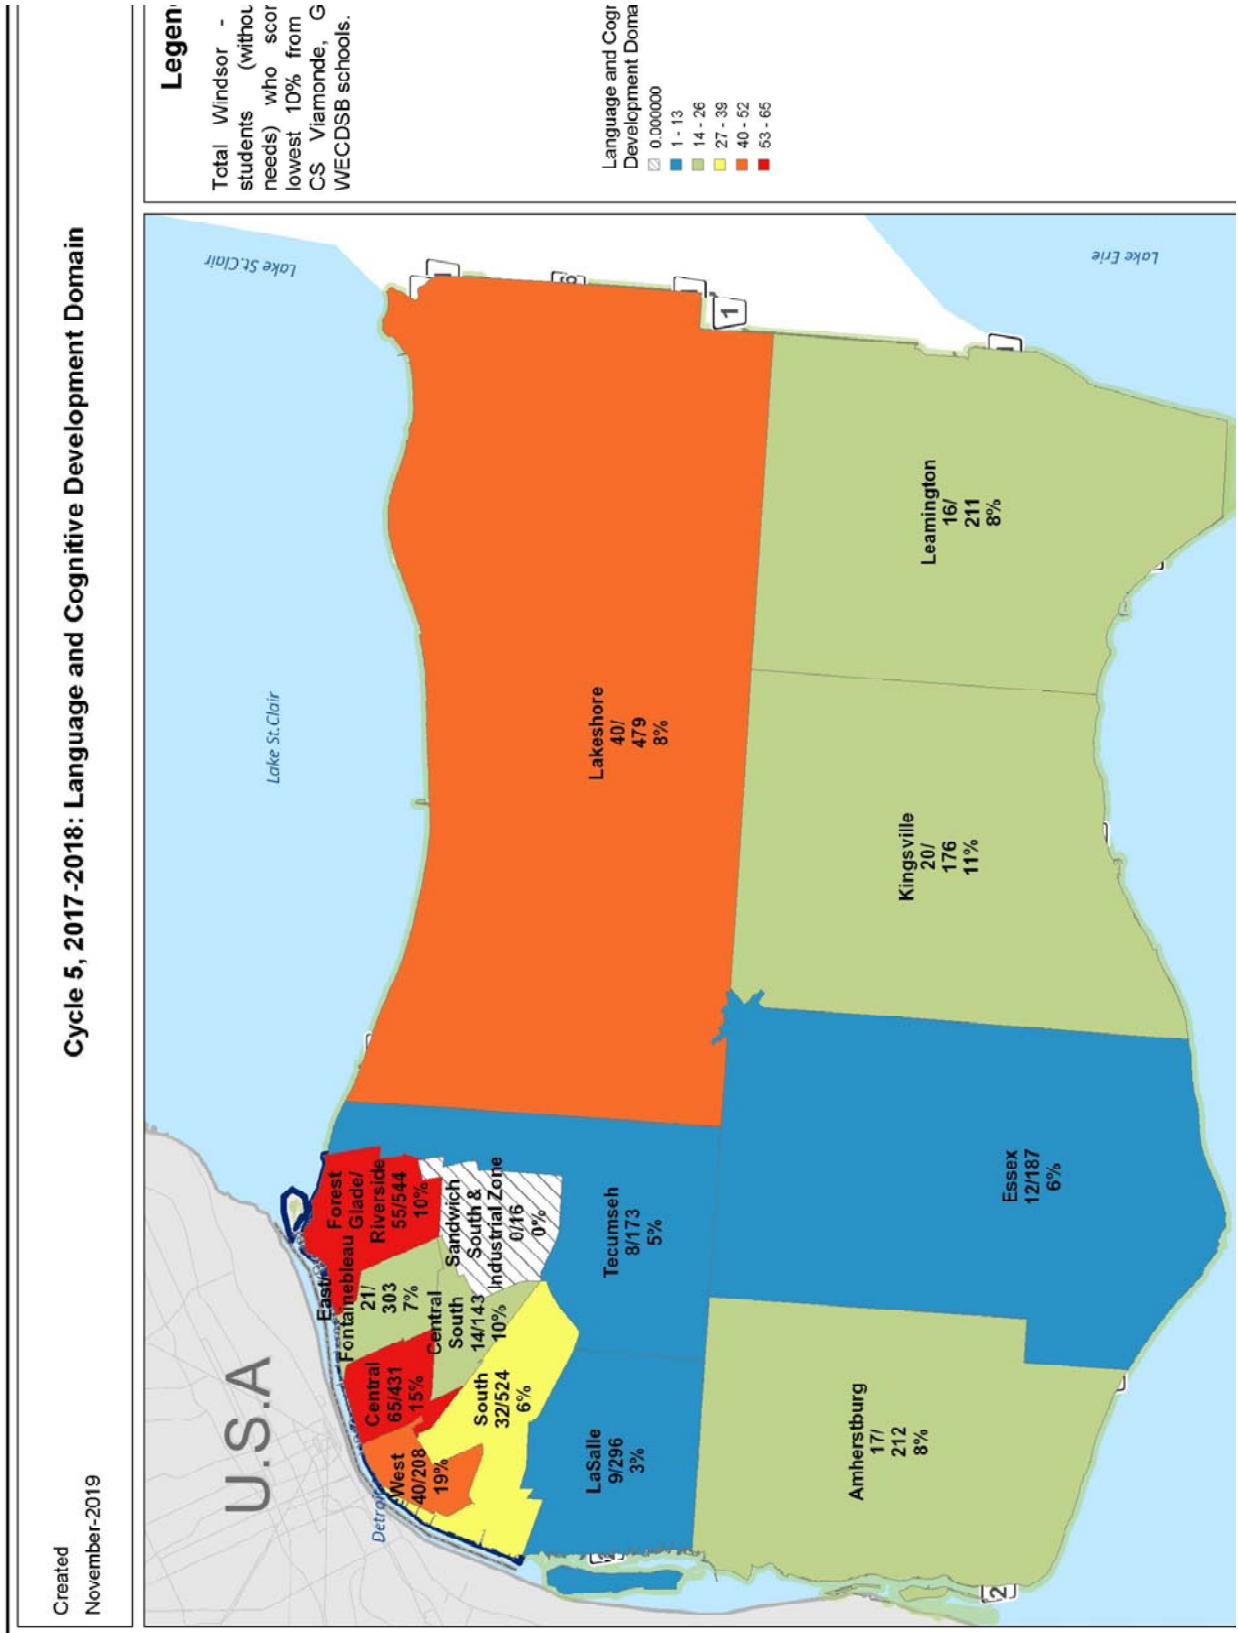 Created
November-2019
Cycle 5, 2017-2018: Language and Cognitive Development Domain
U.S.A
Lake St.Clair
Lake St.Clair
Lake Erie
Forest
Glade/
Riverside
55/544
10%
East/
Fontainebleau
21/
303
7%
Central
65/431
15%
West
40/208
19%
South
32/524
6%
Central
South
14/143
10%
Sandwich
South &
Industrial Zone
0/16
0%
Tecumseh
8/173
5%
LaSalle
9/296
3%
Lakeshore
40/
479
8%
Amherstburg
17/
212
8%
Essex
12/187
6%
Kingsville
20/
176
11%
Leamington
16/
211
8%
1
2
Legen
Total Windsor -
students (withou
needs) who scor
lowest 10% from
CS Viamonde, G
WECDSB schools.
Language and Cogr
Development Doma
0.000000
1 - 13
14 - 26
27 - 39
40 - 52
53 - 65